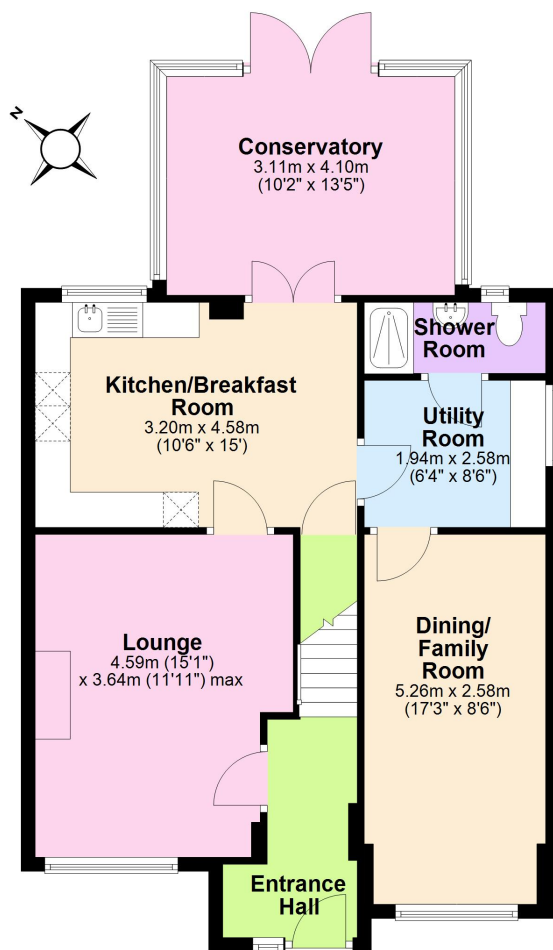 N
Conservatory
3.11m x 4.10m
(10'2" x 13'5")
Shower
Room
Kitchen/Breakfast
Room
3.20m x 4.58m
(10'6" x 15')
Utility
Room
1.94m x 2.58m
(6'4" x 8'6")
Lounge
4.59m (15'1")
x 3.64m (11'11") max
Dining/
Family
Room
5.26m x 2.58m
(17'3" x 8'6")
Entrance
Hall